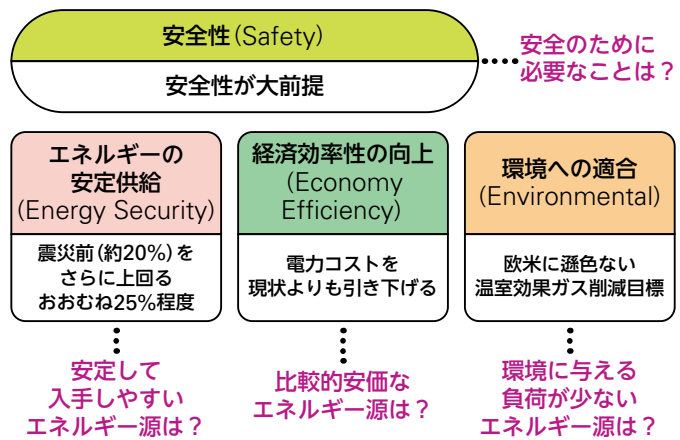 安全性(Safety)
安全性が大前提
安全のために
必要なことは？
エネルギーの
安定供給
(Energy Security)
震災前(約20%)を
さらに上回る
おおむね25%程度
安定して
入手しやすい
エネルギー源は？
経済効率性の向上
(Economy
Efficiency)
電力コストを
現状よりも引き下げる
比較的安価な
エネルギー源は？
環境への適合
(Environmental)
欧米に遜色ない
温室効果ガス削減目標
環境に与える
負荷が少ない
エネルギー源は？